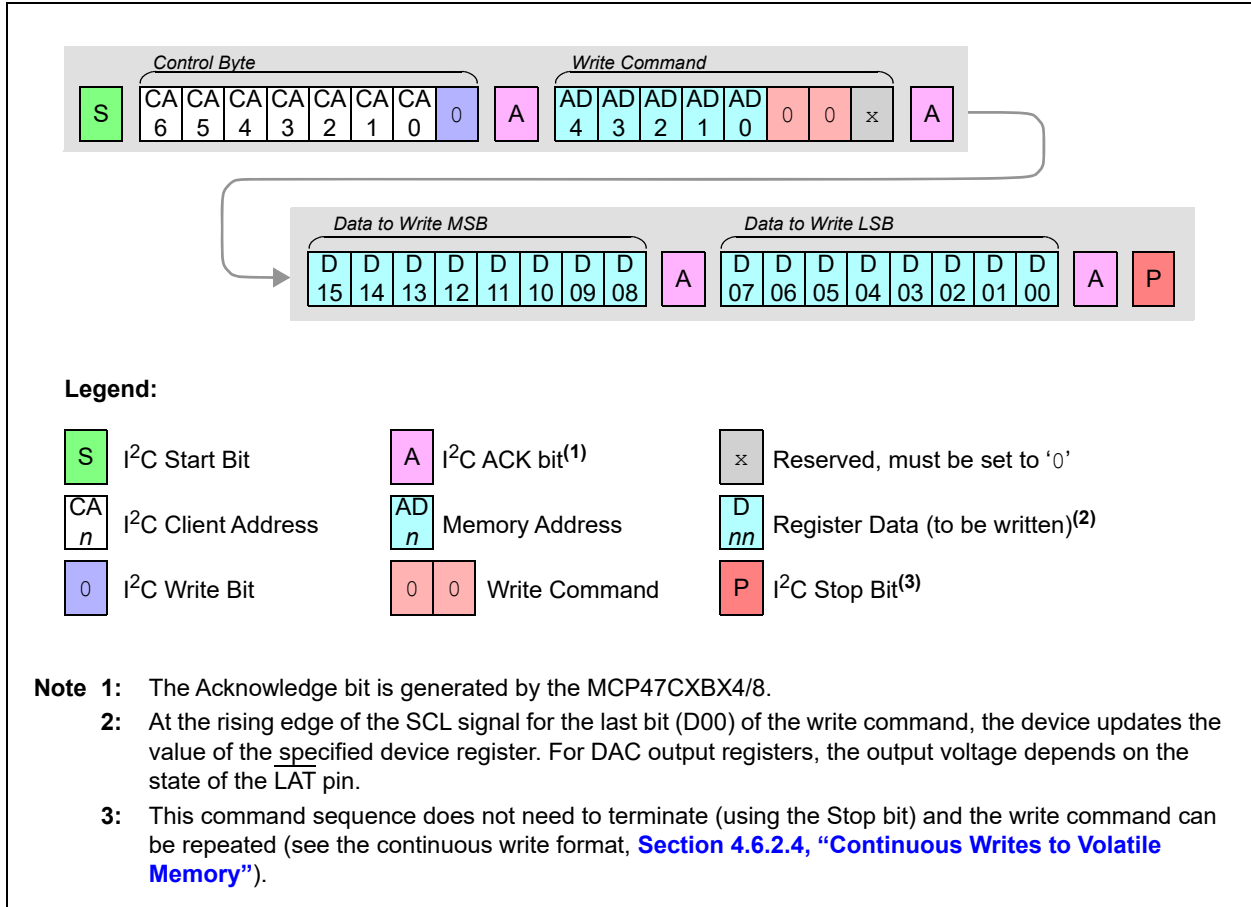 Control Byte Write Command
S CA 6 CA 5 CA 4 CA 3 CA 2 CA 1 CA 0 0 A AD 4 AD 3 AD 2 AD 1 AD 0 0 0 x A
Data to Write MSB Data to Write LSB
D 15 D 14 D 13 D 12 D 11 D 10 D 09 D 08 A D 07 D 06 D 05 D 04 D 03 D 02 D 01 D 00 A P
Legend:
S I²C Start Bit A I²C ACK bit(1) x Reserved, must be set to ‘0’
CA n I²C Client Address AD n Memory Address D nn Register Data (to be written)(2)
0 I²C Write Bit 0 0 Write Command P I²C Stop Bit(3)
Note 1: The Acknowledge bit is generated by the MCP47CXBX4/8.
2: At the rising edge of the SCL signal for the last bit (D00) of the write command, the device updates the
value of the specified device register. For DAC output registers, the output voltage depends on the
state of the LAT pin.
3: This command sequence does not need to terminate (using the Stop bit) and the write command can
be repeated (see the continuous write format, Section 4.6.2.4, “Continuous Writes to Volatile
Memory”).